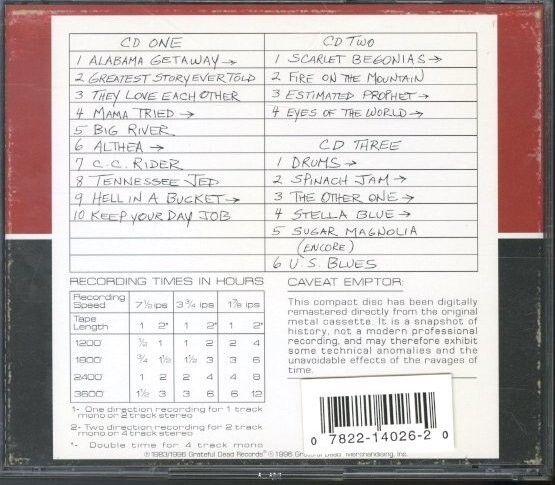 CD ONE
1 ALABAMA GETAWAY →
2 GREATEST STORY EVER TOLD
3 THEY LOVE EACH OTHER
4 MAMA TRIED →
5 BIG RIVER
6 ALTHEA →
7 C.C. RIDER
8 TENNESSEE JED
9 HELL IN A BUCKET →
10 KEEP YOUR DAY JOB
CD TWO
1 SCARLET BEGONIAS →
2 FIRE ON THE MOUNTAIN
3 ESTIMATED PROPHET →
4 EYES OF THE WORLD →
CD THREE
1 DRUMS →
2 SPINACH JAM →
3 THE OTHER ONE →
4 STELLA BLUE →
5 SUGAR MAGNOLIA
(ENCORE)
6 U.S. BLUES
RECORDING TIMES IN HOURS
Recording Speed 7½ ips 3¾ ips 1⅞ ips
Tape Length 1 2* 1 2* 1 2*
1200' ½ 1 1 2 2 4
1800' ¾ 1½ 1½ 3 3 6
2400' 1 2 2 4 4 8
3600' 1½ 3 3 6 6 12
1- One direction recording for 1 track
mono or 2 track stereo
2- Two direction recording for 2 track
mono or 4 track stereo
*- Double time for 4 track mono
CAVEAT EMPTOR:
This compact disc has been digitally
remastered directly from the original
metal cassette. It is a snapshot of
history, not a modern professional
recording, and may therefore exhibit
some technical anomalies and the
unavoidable effects of the ravages of
time.
0 7822-14026-2 0
℗ 1983/1996 Grateful Dead Records © 1996 Grateful Dead Merchandising, Inc.